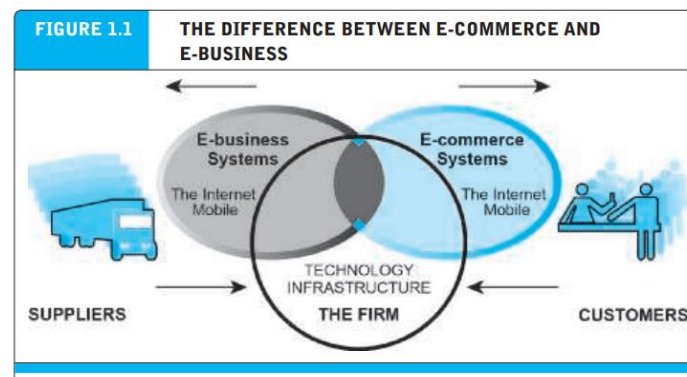 FIGURE 1.1
THE DIFFERENCE BETWEEN E-COMMERCE AND
E-BUSINESS
E-business
Systems
The Internet
Mobile
E-commerce
Systems
The Internet
Mobile
TECHNOLOGY
INFRASTRUCTURE
THE FIRM
SUPPLIERS
CUSTOMERS